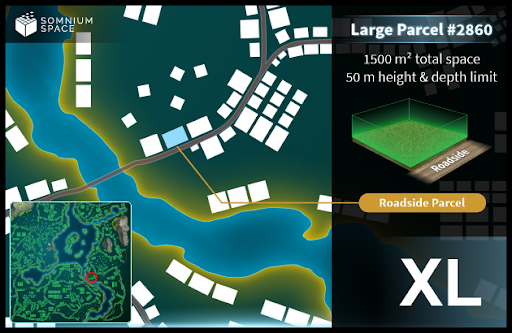 SOMNIUM
SPACE
Large Parcel #2860
1500 m² total space
50 m height & depth limit
Roadside
Roadside Parcel
XL